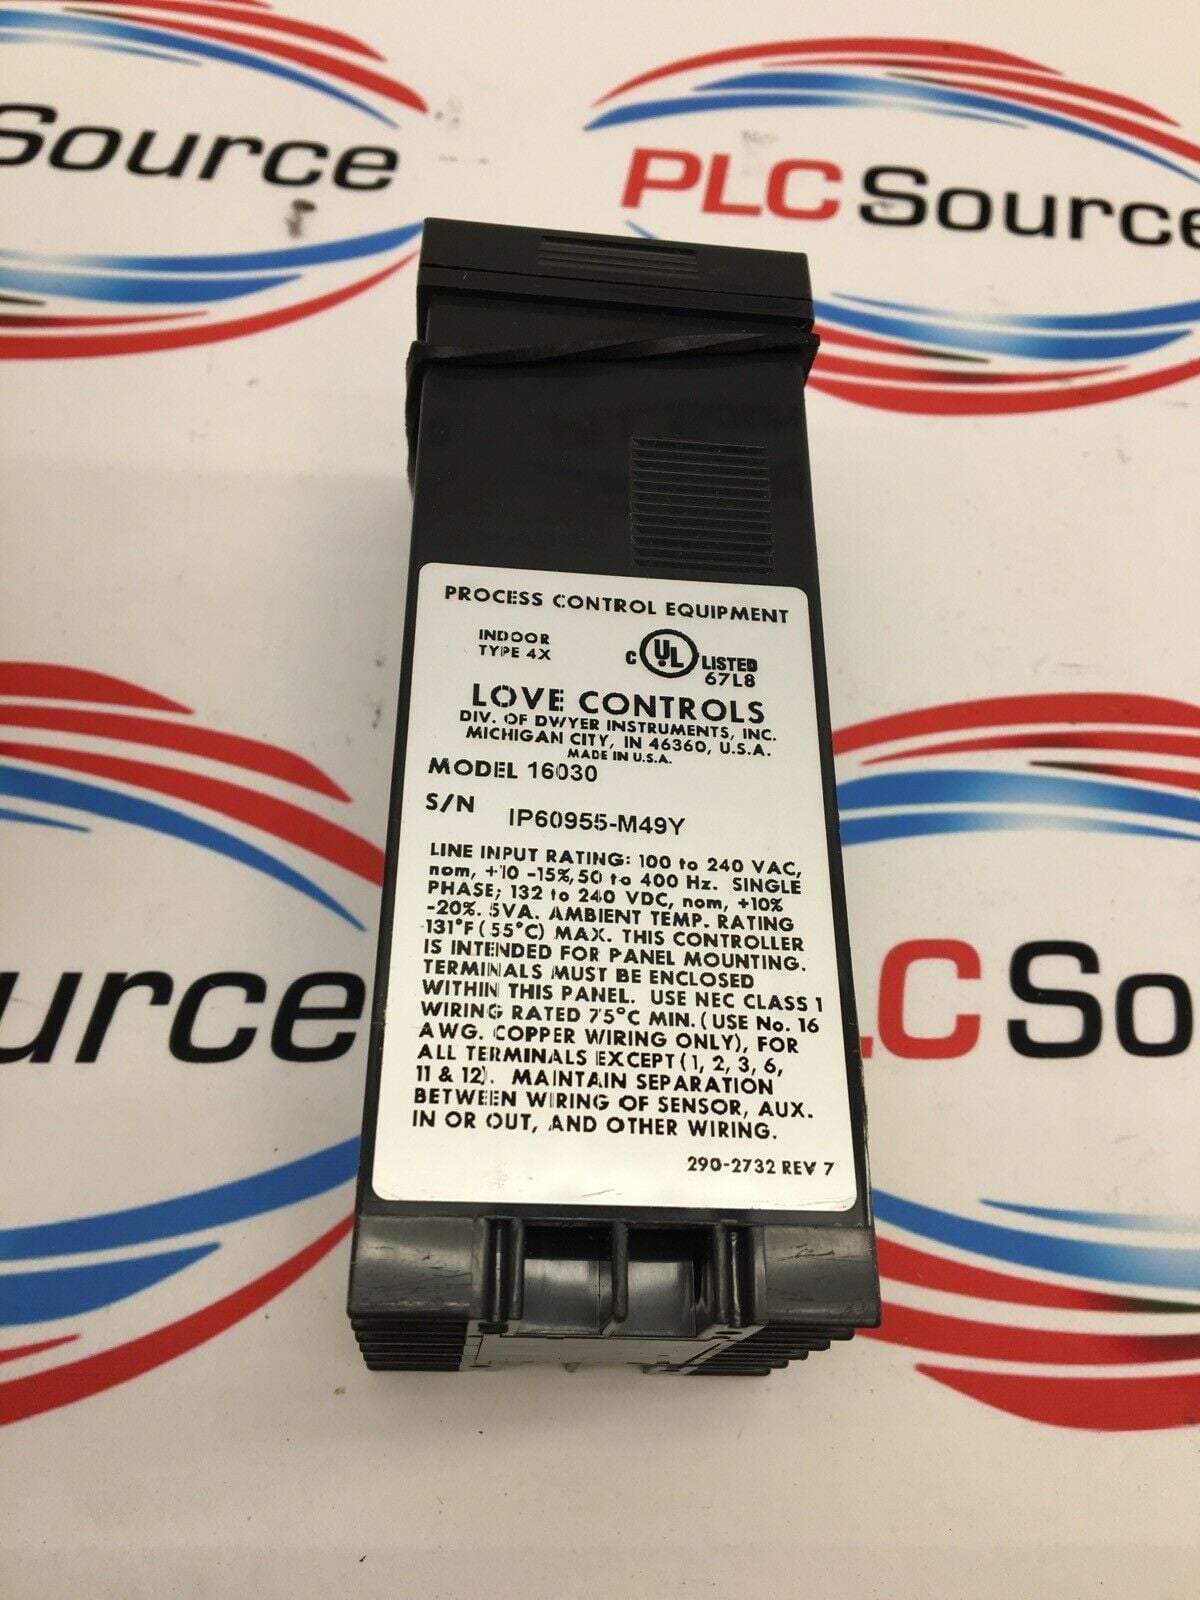 Source
PLC Source
PROCESS CONTROL EQUIPMENT
INDOOR
TYPE 4X
C UL LISTED
67L8
LOVE CONTROLS
DIV. OF DWYER INSTRUMENTS, INC.
MICHIGAN CITY, IN 46360, U.S.A.
MADE IN U.S.A.
MODEL 16030
S/N IP60955-M49Y
LINE INPUT RATING: 100 to 240 VAC,
nom, +10 -15%, 50 to 400 Hz. SINGLE
PHASE; 132 to 240 VDC, nom, +10%
-20%. 5VA. AMBIENT TEMP. RATING
131°F (55°C) MAX. THIS CONTROLLER
IS INTENDED FOR PANEL MOUNTING.
TERMINALS MUST BE ENCLOSED
WITHIN THIS PANEL. USE NEC CLASS 1
WIRING RATED 75°C MIN. (USE No. 16
AWG. COPPER WIRING ONLY), FOR
ALL TERMINALS EXCEPT (1, 2, 3, 6,
11 & 12). MAINTAIN SEPARATION
BETWEEN WIRING OF SENSOR, AUX.
IN OR OUT, AND OTHER WIRING.
290-2732 REV 7
urce
LC So